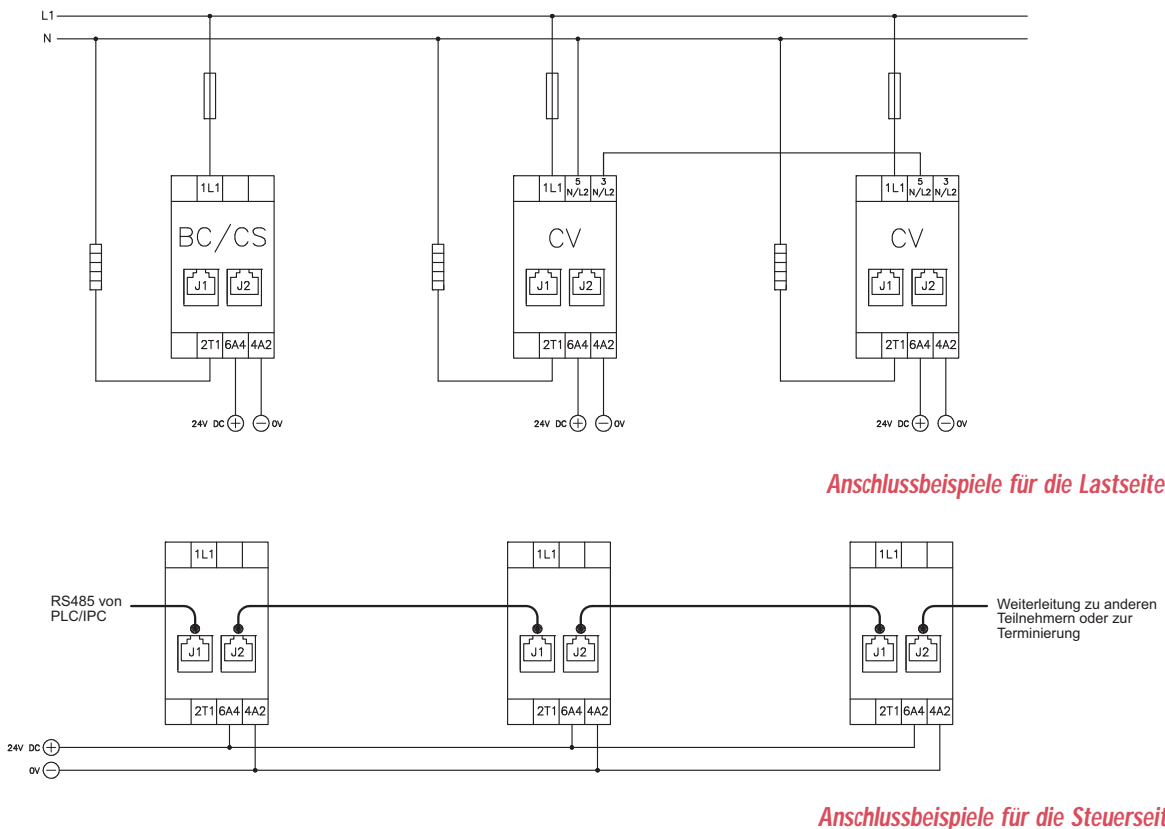 L1
N
1L1
1L1 5 N/L2 3 N/L2
1L1 5 N/L2 3 N/L2
BC/CS
CV
CV
J1 J2
J1 J2
J1 J2
2T1 6A4 4A2
2T1 6A4 4A2
2T1 6A4 4A2
24V DC + − 0V
24V DC + − 0V
24V DC + − 0V
Anschlussbeispiele für die Lastseite
1L1
1L1
1L1
RS485 von
PLC/IPC
Weiterleitung zu anderen
Teilnehmern oder zur
Terminierung
J1 J2
J1 J2
J1 J2
2T1 6A4 4A2
2T1 6A4 4A2
2T1 6A4 4A2
24V DC +
0V −
Anschlussbeispiele für die Steuerseit